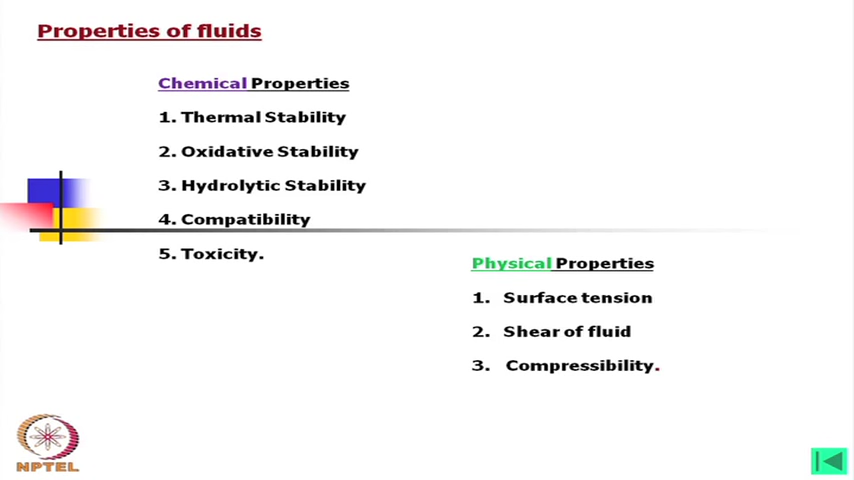 Properties of fluids
Chemical Properties
1. Thermal Stability
2. Oxidative Stability
3. Hydrolytic Stability
4. Compatibility
5. Toxicity.
Physical Properties
1. Surface tension
2. Shear of fluid
3. Compressibility.
NPTEL